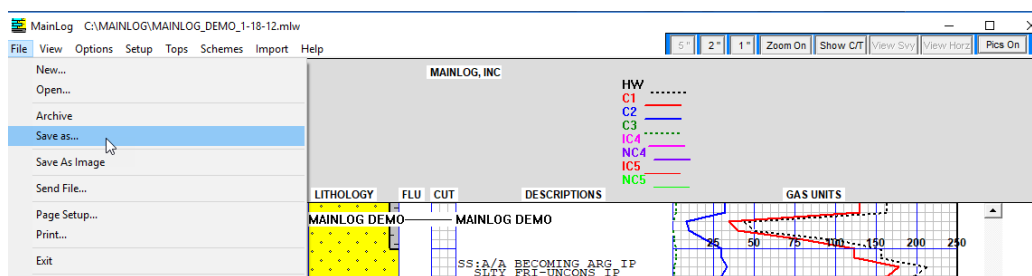 MainLog C:\MAINLOG\MAINLOG_DEMO_1-18-12.mlw
File View Options Setup Tops Schemes Import Help
5" 2" 1" Zoom On Show C/T View Svy View Horz Pics On
New...
Open...
Archive
Save as...
Save As Image
Send File...
Page Setup...
Print...
Exit
MAINLOG, INC
HW
C1
C2
C3
IC4
NC4
IC5
NC5
LITHOLOGY FLU CUT DESCRIPTIONS GAS UNITS
MAINLOG DEMO MAINLOG DEMO
25 50 75 100 150 200 250
SS:A/A BECOMING ARG IP
SLTY FRI-UNCONS IP